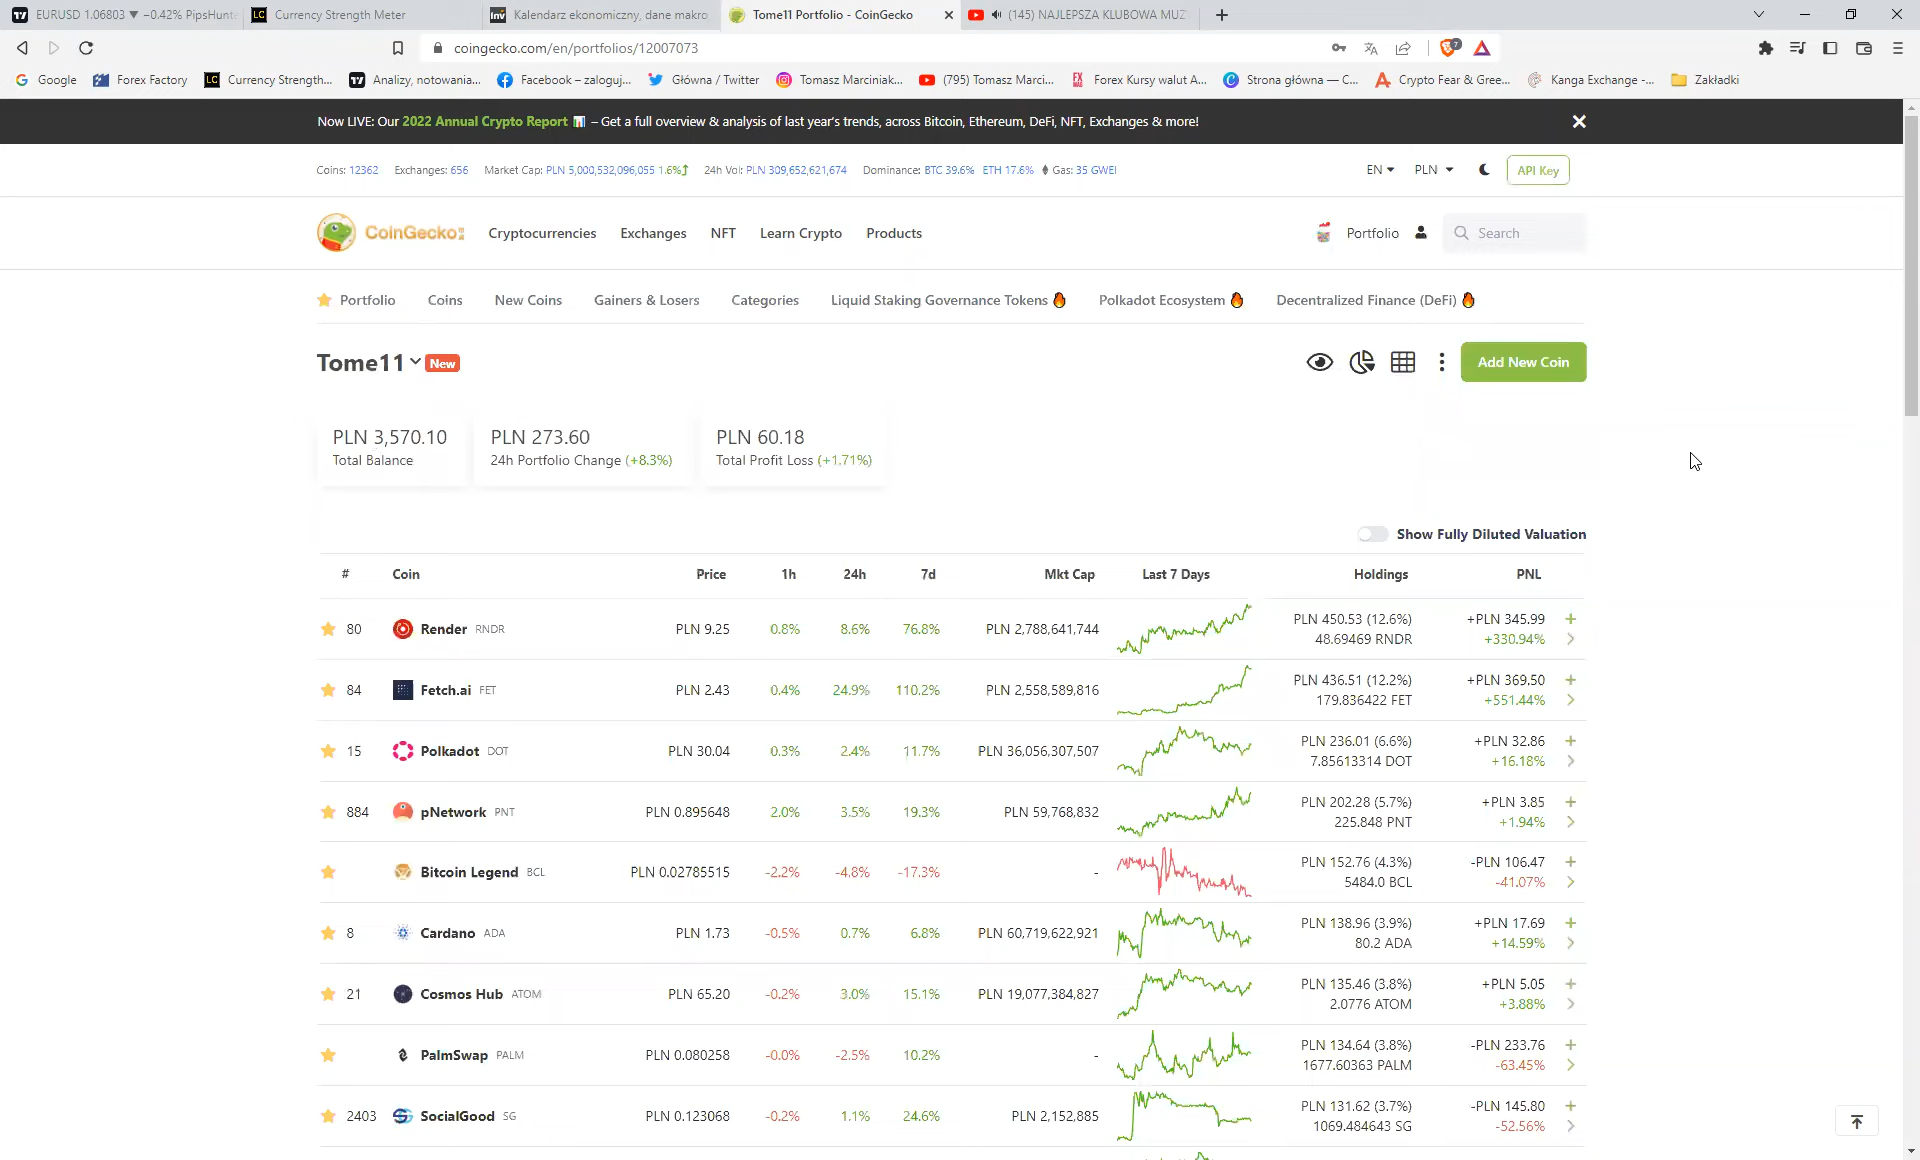 EURUSD 1.06803 ▼ −0.42% PipsHunte
Currency Strength Meter
Kalendarz ekonomiczny, dane makro
Tome11 Portfolio - CoinGecko
(145) NAJLEPSZA KLUBOWA MUZ
coingecko.com/en/portfolios/12007073
Google
Forex Factory
Currency Strength...
Analizy, notowania...
Facebook – zaloguj...
Główna / Twitter
Tomasz Marciniak...
(795) Tomasz Marci...
Forex Kursy walut A...
Strona główna — C...
Crypto Fear & Gree...
Kanga Exchange -...
Zakładki
Now LIVE: Our 2022 Annual Crypto Report 📊 – Get a full overview & analysis of last year's trends, across Bitcoin, Ethereum, DeFi, NFT, Exchanges & more!
Coins: 12362 Exchanges: 656 Market Cap: PLN 5,000,532,096,055 1.6% 24h Vol: PLN 309,652,621,674 Dominance: BTC 39.6% ETH 17.6% Gas: 35 GWEI
EN PLN API Key
CoinGecko
Cryptocurrencies Exchanges NFT Learn Crypto Products
Portfolio Search
Portfolio Coins New Coins Gainers & Losers Categories Liquid Staking Governance Tokens 🔥 Polkadot Ecosystem 🔥 Decentralized Finance (DeFi) 🔥
Tome11 New
Add New Coin
PLN 3,570.10
Total Balance
PLN 273.60
24h Portfolio Change (+8.3%)
PLN 60.18
Total Profit Loss (+1.71%)
Show Fully Diluted Valuation
# Coin Price 1h 24h 7d Mkt Cap Last 7 Days Holdings PNL
80 Render RNDR PLN 9.25 0.8% 8.6% 76.8% PLN 2,788,641,744 PLN 450.53 (12.6%) +PLN 345.99
48.69469 RNDR +330.94%
84 Fetch.ai FET PLN 2.43 0.4% 24.9% 110.2% PLN 2,558,589,816 PLN 436.51 (12.2%) +PLN 369.50
179.836422 FET +551.44%
15 Polkadot DOT PLN 30.04 0.3% 2.4% 11.7% PLN 36,056,307,507 PLN 236.01 (6.6%) +PLN 32.86
7.85613314 DOT +16.18%
884 pNetwork PNT PLN 0.895648 2.0% 3.5% 19.3% PLN 59,768,832 PLN 202.28 (5.7%) +PLN 3.85
225.848 PNT +1.94%
Bitcoin Legend BCL PLN 0.02785515 -2.2% -4.8% -17.3% - PLN 152.76 (4.3%) -PLN 106.47
5484.0 BCL -41.07%
8 Cardano ADA PLN 1.73 -0.5% 0.7% 6.8% PLN 60,719,622,921 PLN 138.96 (3.9%) +PLN 17.69
80.2 ADA +14.59%
21 Cosmos Hub ATOM PLN 65.20 -0.2% 3.0% 15.1% PLN 19,077,384,827 PLN 135.46 (3.8%) +PLN 5.05
2.0776 ATOM +3.88%
PalmSwap PALM PLN 0.080258 -0.0% -2.5% 10.2% - PLN 134.64 (3.8%) -PLN 233.76
1677.60363 PALM -63.45%
2403 SocialGood SG PLN 0.123068 -0.2% 1.1% 24.6% PLN 2,152,885 PLN 131.62 (3.7%) -PLN 145.80
1069.484643 SG -52.56%